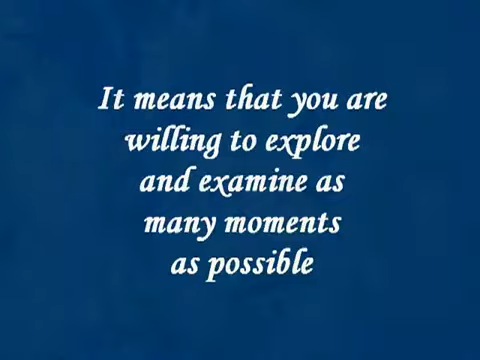 It means that you are
willing to explore
and examine as
many moments
as possible